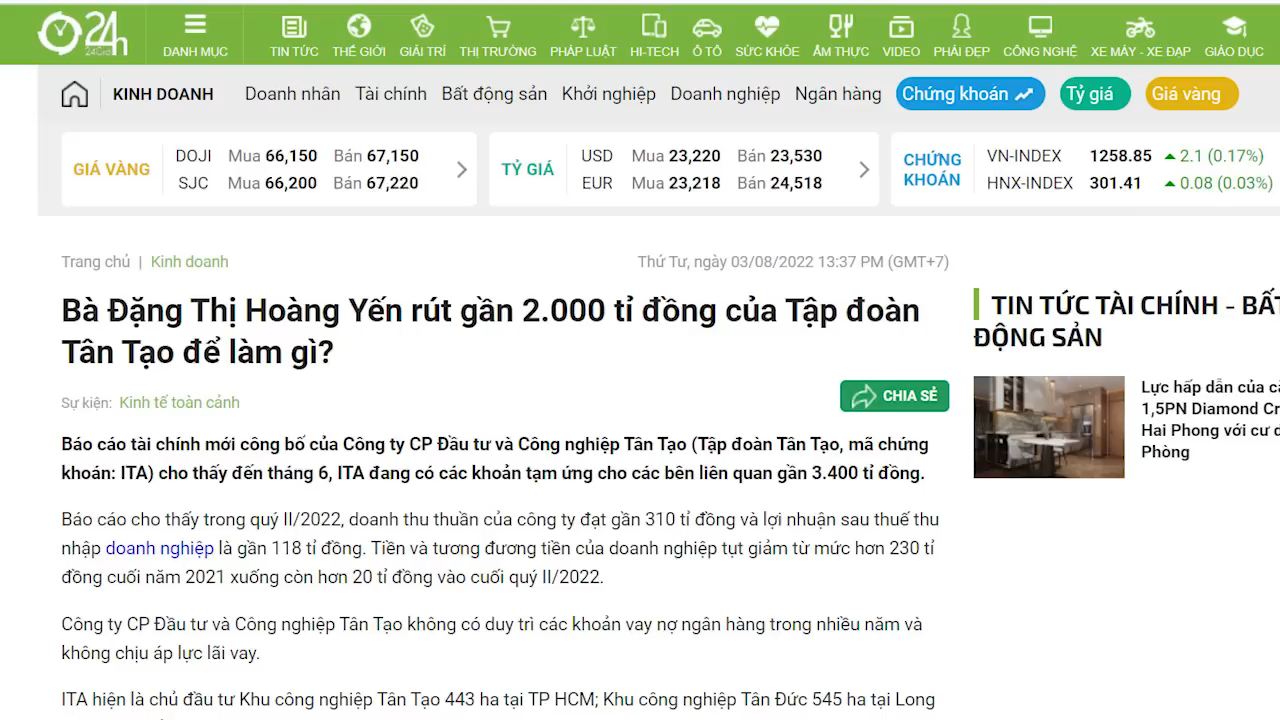 24h
DANH MỤC
TIN TỨC
THẾ GIỚI
GIẢI TRÍ
THỊ TRƯỜNG
PHÁP LUẬT
HI-TECH
Ô TÔ
SỨC KHỎE
ẨM THỰC
VIDEO
PHÁI ĐẸP
CÔNG NGHỆ
XE MÁY - XE ĐẠP
GIÁO DỤC
KINH DOANH Doanh nhân Tài chính Bất động sản Khởi nghiệp Doanh nghiệp Ngân hàng Chứng khoán Tỷ giá Giá vàng
GIÁ VÀNG
DOJI Mua 66,150 Bán 67,150
SJC Mua 66,200 Bán 67,220
TỶ GIÁ
USD Mua 23,220 Bán 23,530
EUR Mua 23,218 Bán 24,518
CHỨNG
KHOÁN
VN-INDEX 1258.85 2.1 (0.17%)
HNX-INDEX 301.41 0.08 (0.03%)
Trang chủ | Kinh doanh
Thứ Tư, ngày 03/08/2022 13:37 PM (GMT+7)
Bà Đặng Thị Hoàng Yến rút gần 2.000 tỉ đồng của Tập đoàn
Tân Tạo để làm gì?
Sự kiện: Kinh tế toàn cảnh
CHIA SẺ
Báo cáo tài chính mới công bố của Công ty CP Đầu tư và Công nghiệp Tân Tạo (Tập đoàn Tân Tạo, mã chứng
khoán: ITA) cho thấy đến tháng 6, ITA đang có các khoản tạm ứng cho các bên liên quan gần 3.400 tỉ đồng.
Báo cáo cho thấy trong quý II/2022, doanh thu thuần của công ty đạt gần 310 tỉ đồng và lợi nhuận sau thuế thu
nhập doanh nghiệp là gần 118 tỉ đồng. Tiền và tương đương tiền của doanh nghiệp tụt giảm từ mức hơn 230 tỉ
đồng cuối năm 2021 xuống còn hơn 20 tỉ đồng vào cuối quý II/2022.
Công ty CP Đầu tư và Công nghiệp Tân Tạo không có duy trì các khoản vay nợ ngân hàng trong nhiều năm và
không chịu áp lực lãi vay.
ITA hiện là chủ đầu tư Khu công nghiệp Tân Tạo 443 ha tại TP HCM; Khu công nghiệp Tân Đức 545 ha tại Long
TIN TỨC TÀI CHÍNH - BẤT
ĐỘNG SẢN
Lực hấp dẫn của
1,5PN Diamond
Hai Phong với cư
Phòng